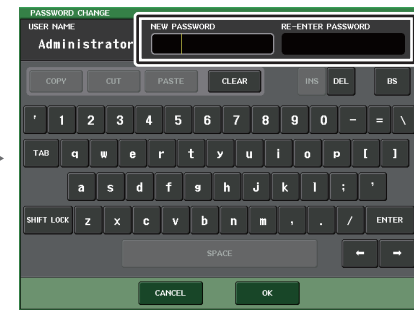 PASSWORD CHANGE
USER NAME NEW PASSWORD RE-ENTER PASSWORD
Administrator
COPY CUT PASTE CLEAR INS DEL BS
' 1 2 3 4 5 6 7 8 9 0 - = \
TAB q w e r t y u i o p [ ]
a s d f g h j k l ; '
SHIFT LOCK z x c v b n m , . / ENTER
SPACE ← →
CANCEL OK